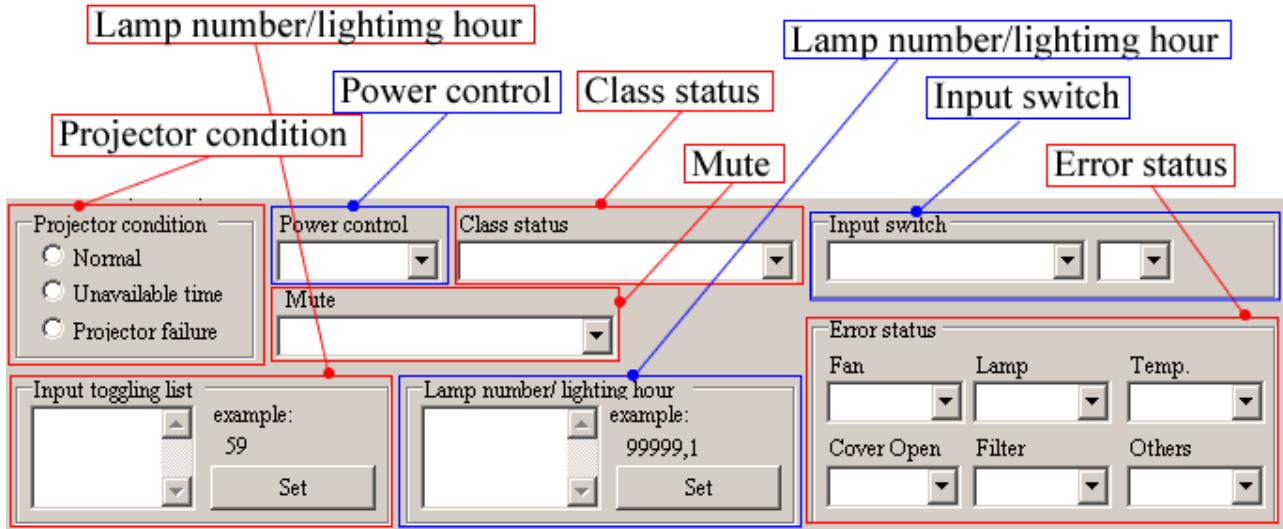 Lamp number/lightimg hour
Lamp number/lightimg hour
Power control
Class status
Input switch
Projector condition
Mute
Error status
Projector condition
Normal
Unavailable time
Projector failure
Power control
Class status
Input switch
Mute
Error status
Fan
Lamp
Temp.
Cover Open
Filter
Others
Input toggling list
example:
59
Set
Lamp number/ lighting hour
example:
99999,1
Set